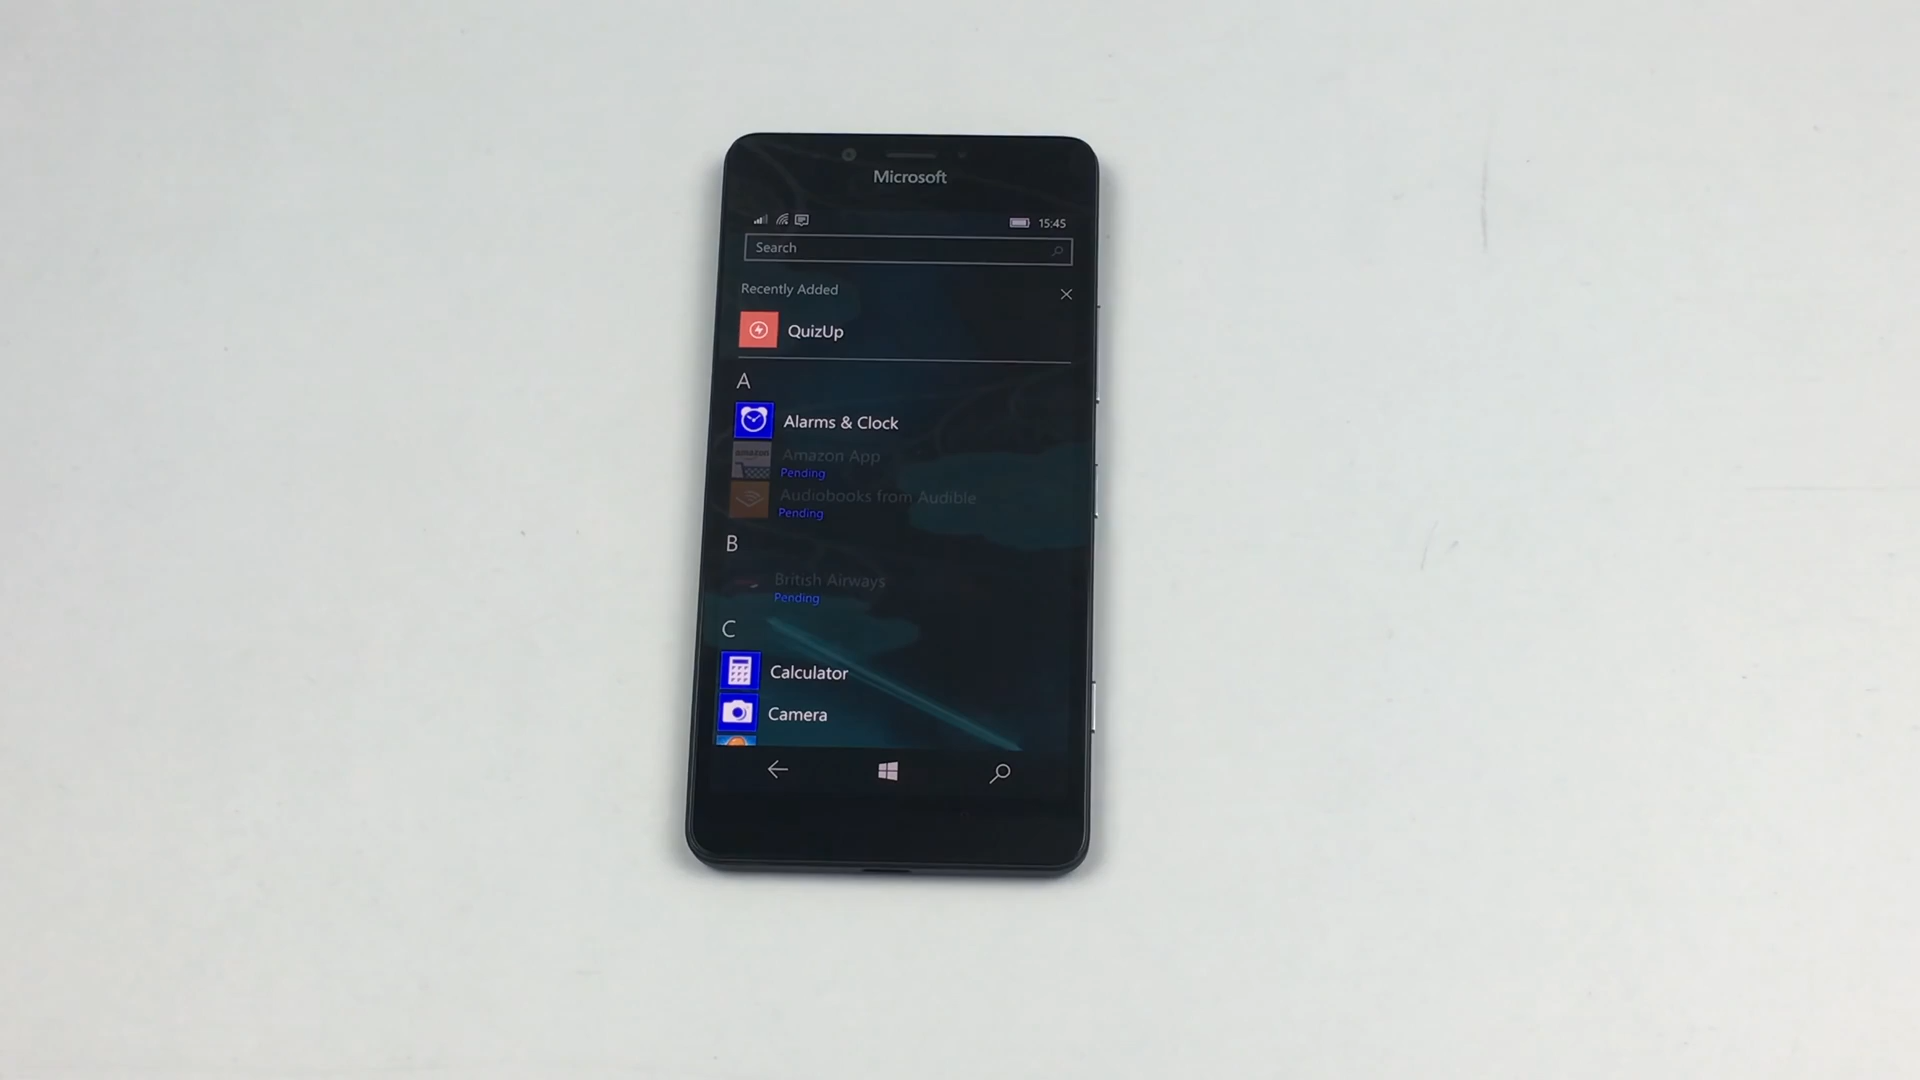 Microsoft
15:45
Search
Recently Added
QuizUp
A
Alarms & Clock
amazon
Amazon App
Pending
Audiobooks from Audible
Pending
B
British Airways
Pending
C
Calculator
Camera